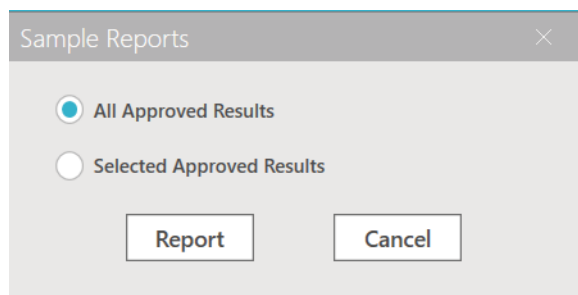 Sample Reports
All Approved Results
Selected Approved Results
Report Cancel